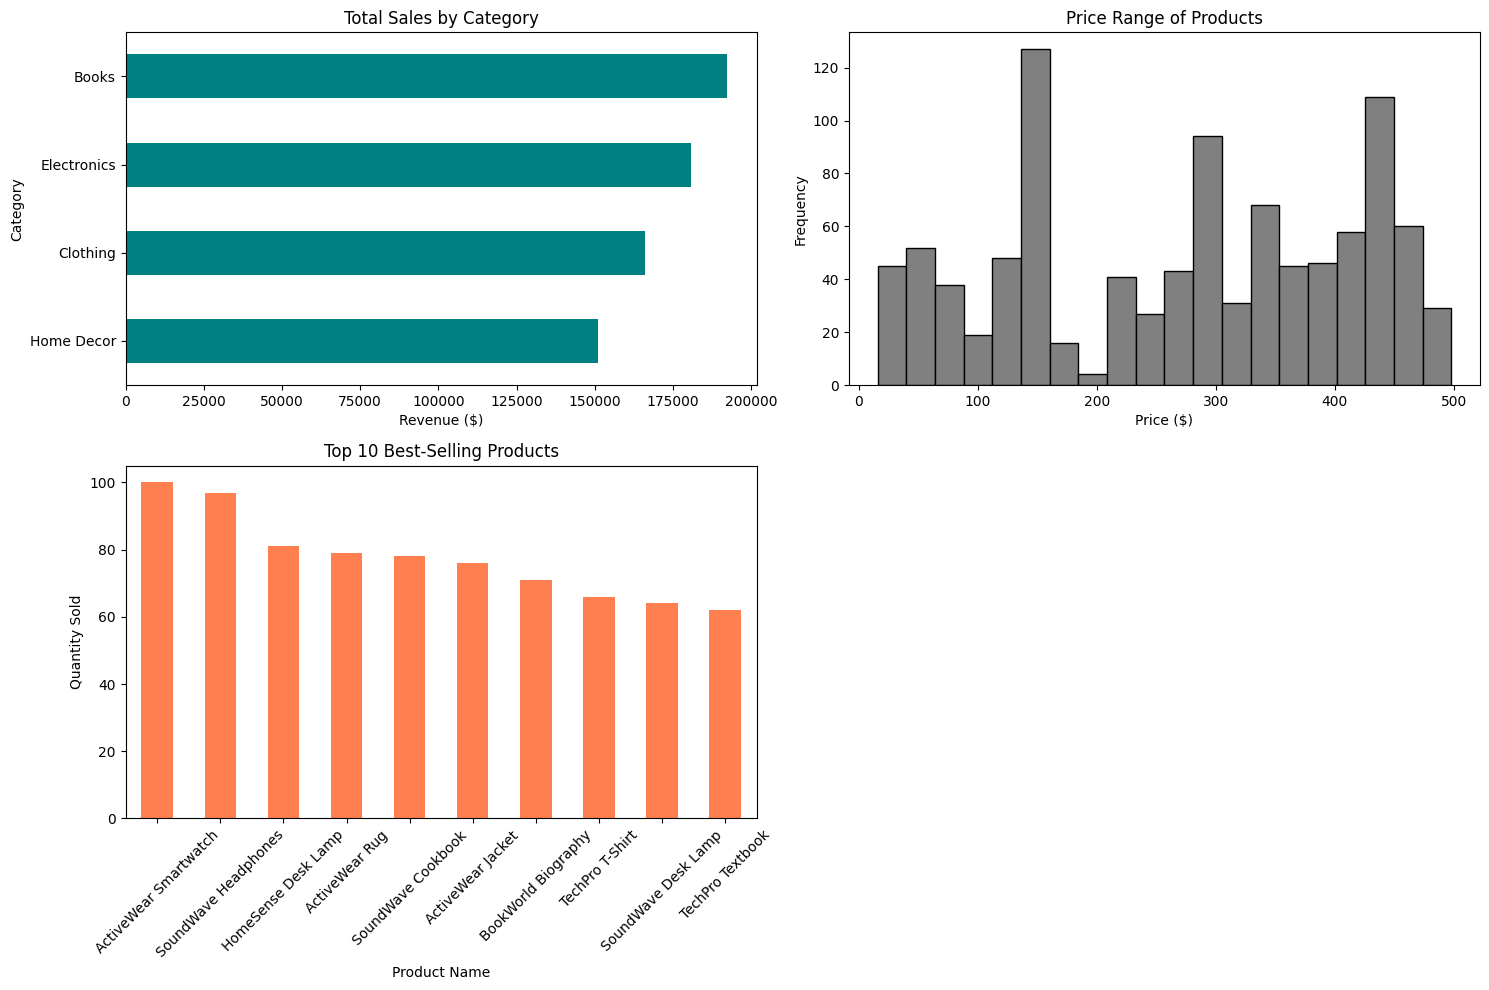 Total Sales by Category
Category
Books
Electronics
Clothing
Home Decor
0 25000 50000 75000 100000 125000 150000 175000 200000
Revenue ($)
Price Range of Products
Frequency
120
100
80
60
40
20
0
0 100 200 300 400 500
Price ($)
Top 10 Best-Selling Products
Quantity Sold
100
80
60
40
20
0
ActiveWear Smartwatch
SoundWave Headphones
HomeSense Desk Lamp
ActiveWear Rug
SoundWave Cookbook
ActiveWear Jacket
BookWorld Biography
TechPro T-Shirt
SoundWave Desk Lamp
TechPro Textbook
Product Name